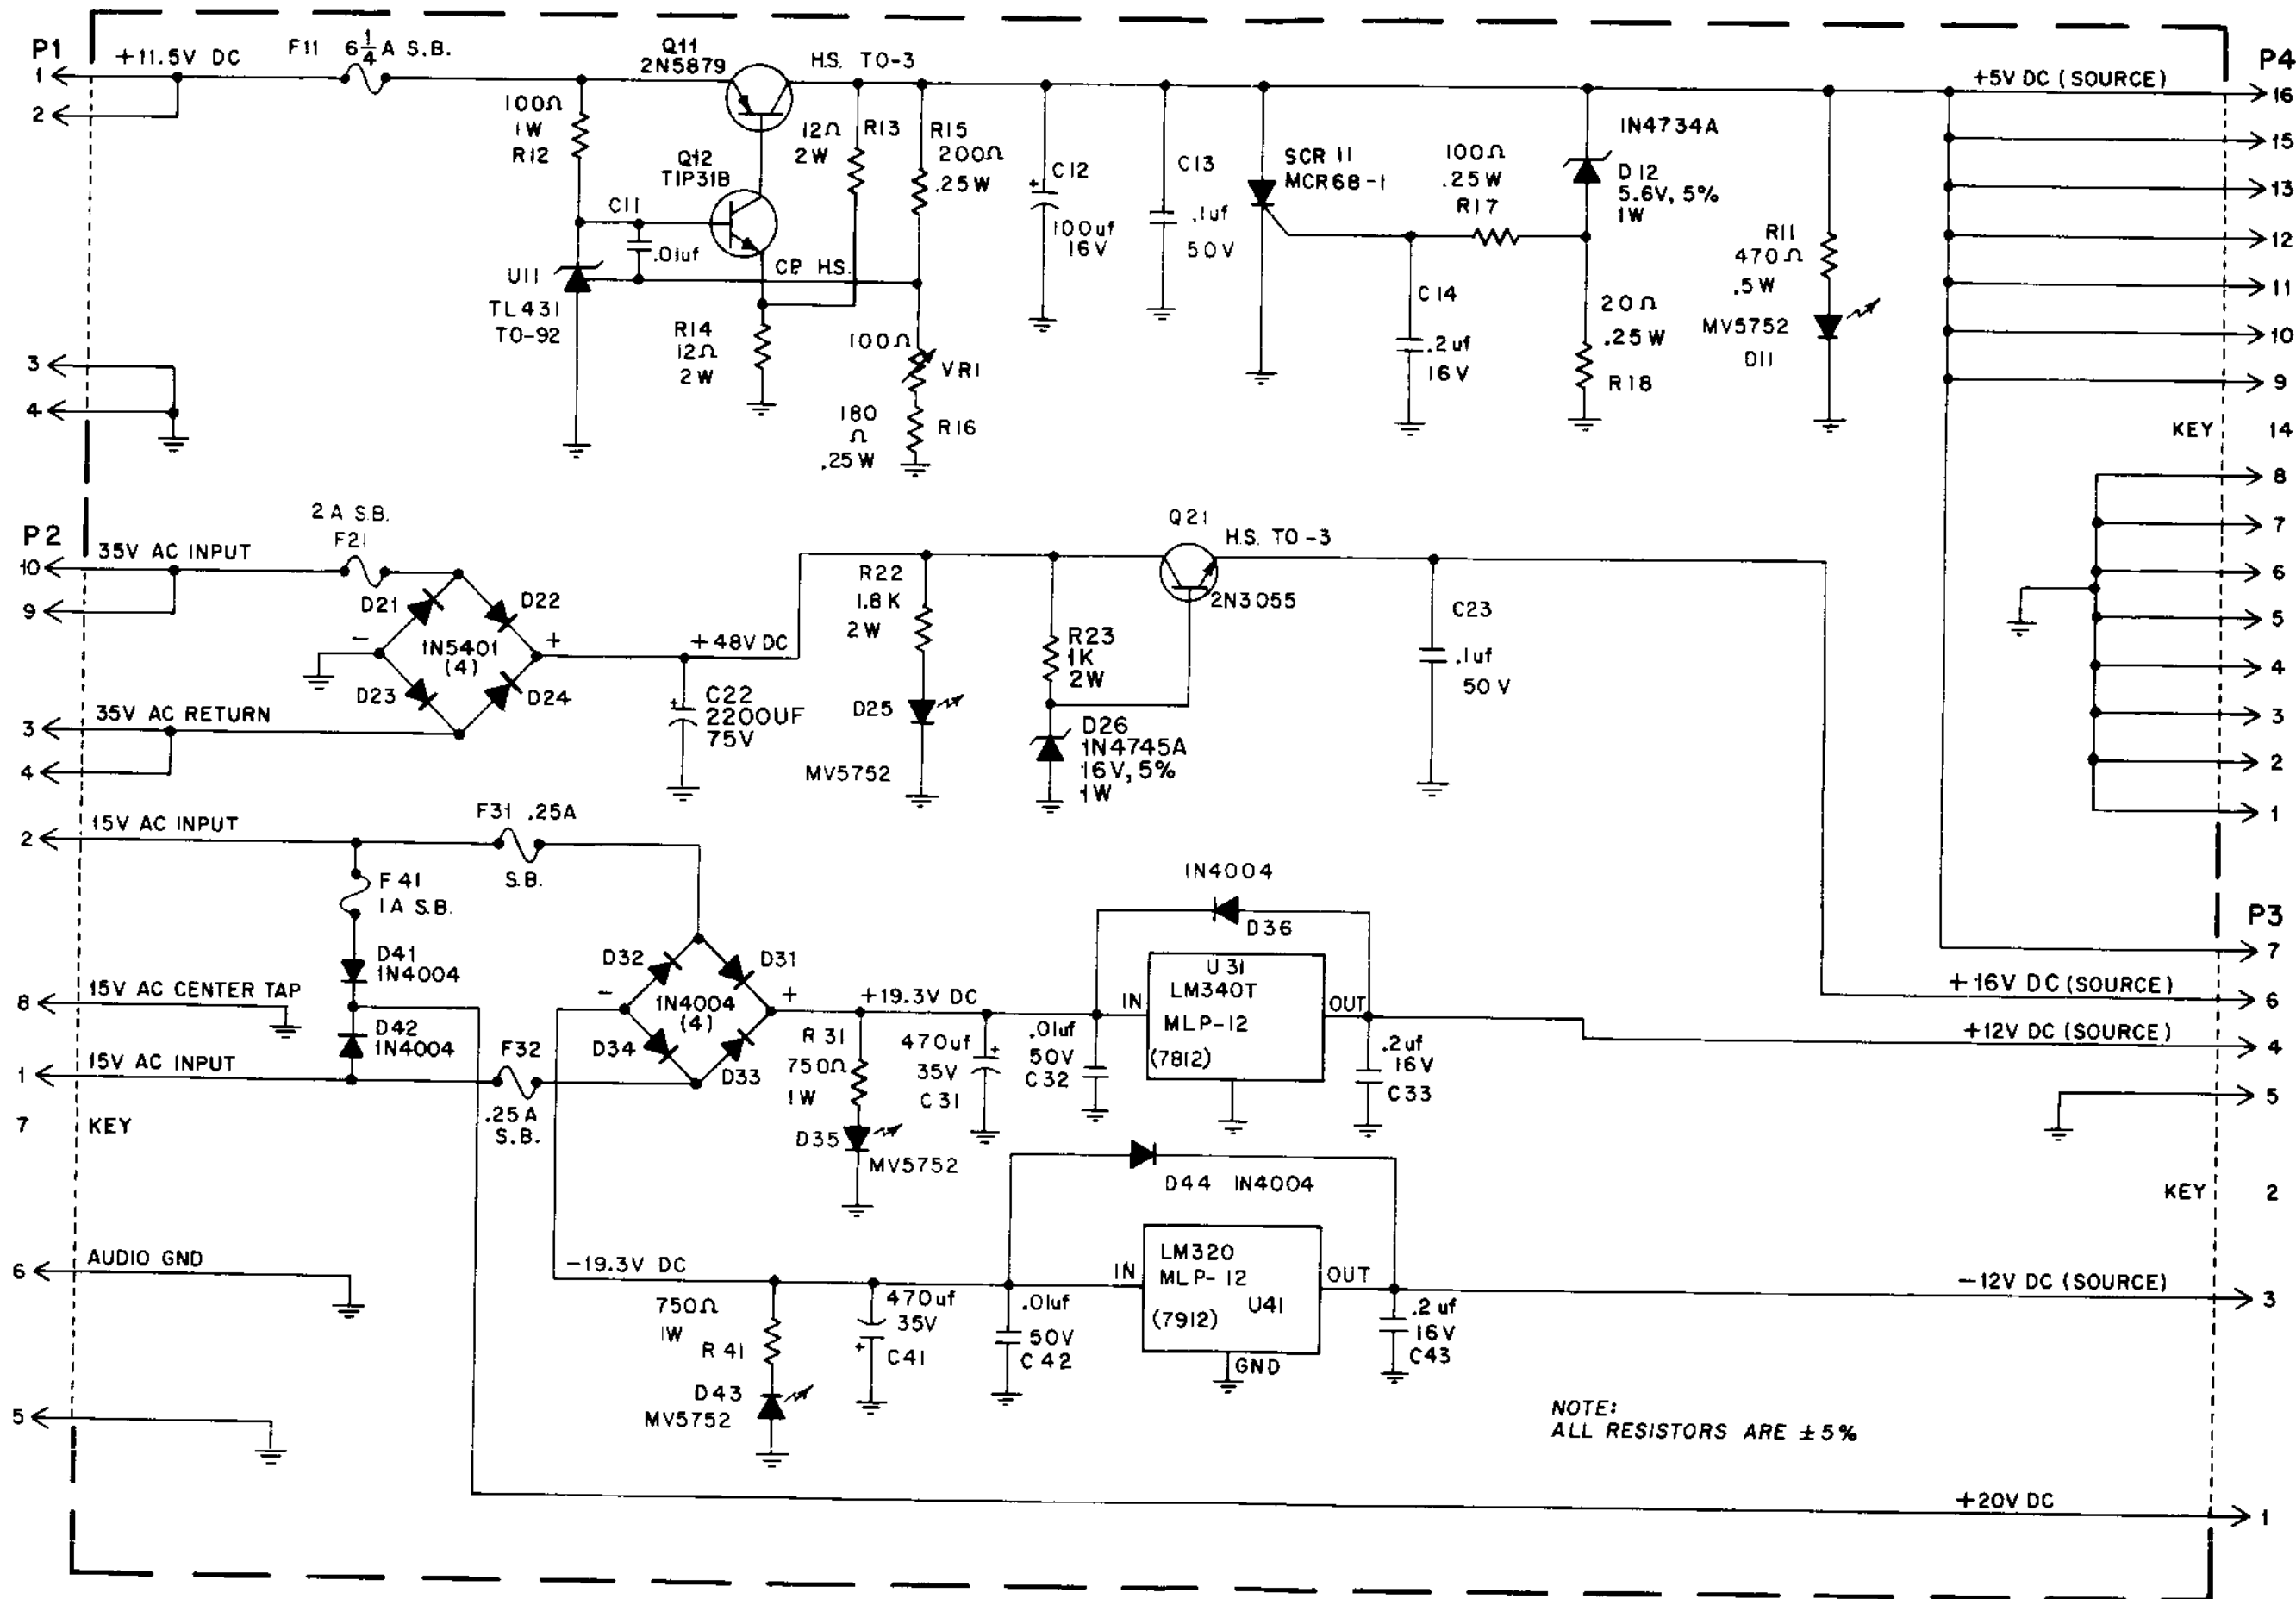 P1
1
+11.5V DC
F11 6 1/4 A S.B.
2
3
4
100Ω
1W
R12
Q11
2N5879
H.S. TO-3
Q12
TIP31B
C11
.01uf
U11
TL431
TO-92
CP. H.S.
12Ω
2W
R13
R14
12Ω
2W
R15
200Ω
.25W
100Ω
VR1
180
Ω
.25W
R16
C12
100uf
16V
C13
.1uf
50V
SCR 11
MCR68-1
100Ω
.25W
R17
C14
.2uf
16V
1N4734A
D12
5.6V, 5%
1W
20Ω
.25W
R18
R11
470Ω
.5W
MV5752
D11
+5V DC (SOURCE)
P4
16
15
13
12
11
10
9
KEY 14
8
7
6
5
4
3
2
1
P2
10
35V AC INPUT
2A S.B.
F21
9
D21
D22
1N5401
(4)
-
+
D23
D24
3
35V AC RETURN
4
+48V DC
C22
2200UF
75V
R22
1.8K
2W
D25
MV5752
R23
1K
2W
D26
1N4745A
16V, 5%
1W
Q21
H.S. TO-3
2N3055
C23
.1uf
50V
2
15V AC INPUT
F31 .25A
S.B.
F41
1A S.B.
D41
1N4004
8
15V AC CENTER TAP
D42
1N4004
1
15V AC INPUT
F32
.25A
S.B.
7 KEY
D32
D31
-
1N4004
(4)
+
D34
D33
+19.3V DC
R31
750Ω
1W
D35
MV5752
470uf
35V
C31
.01uf
50V
C32
1N4004
D36
U31
LM340T
MLP-12
(7812)
IN
OUT
.2uf
16V
C33
P3
7
+16V DC (SOURCE)
6
+12V DC (SOURCE)
4
5
KEY 2
6
AUDIO GND
5
-19.3V DC
750Ω
1W
R41
D43
MV5752
470uf
35V
C41
.01uf
50V
C42
D44 1N4004
IN
LM320
MLP-12
(7912)
U41
OUT
GND
.2uf
16V
C43
-12V DC (SOURCE)
3
NOTE:
ALL RESISTORS ARE ±5%
+20V DC
1